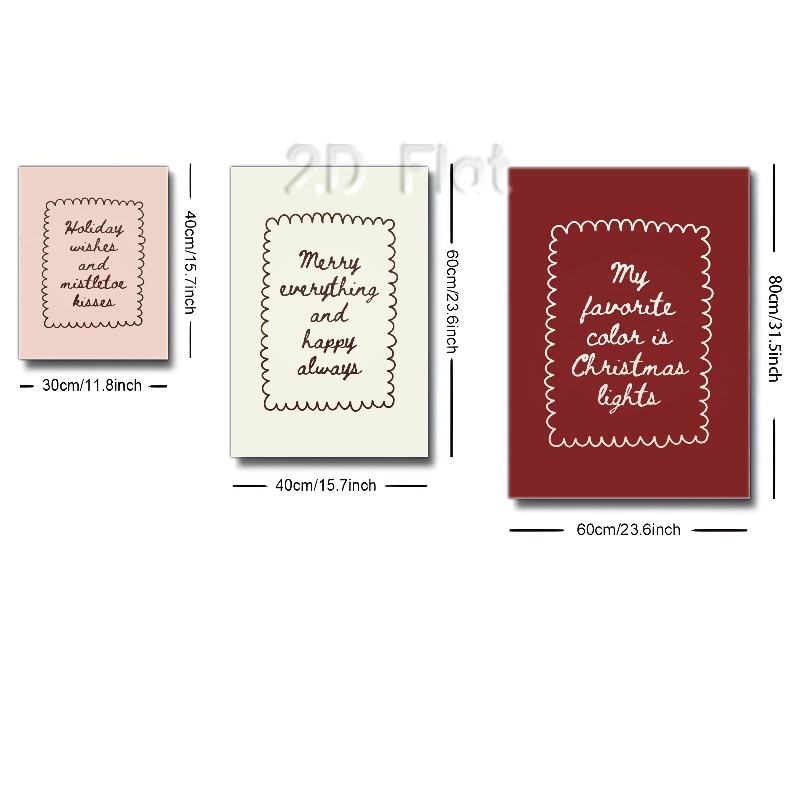 2D Flat
Holiday
wishes
and
mistletoe
kisses
40cm/15.7inch
30cm/11.8inch
Merry
everything
and
happy
always
60cm/23.6inch
40cm/15.7inch
My
favorite
color is
Christmas
lights
80cm/31.5inch
60cm/23.6inch